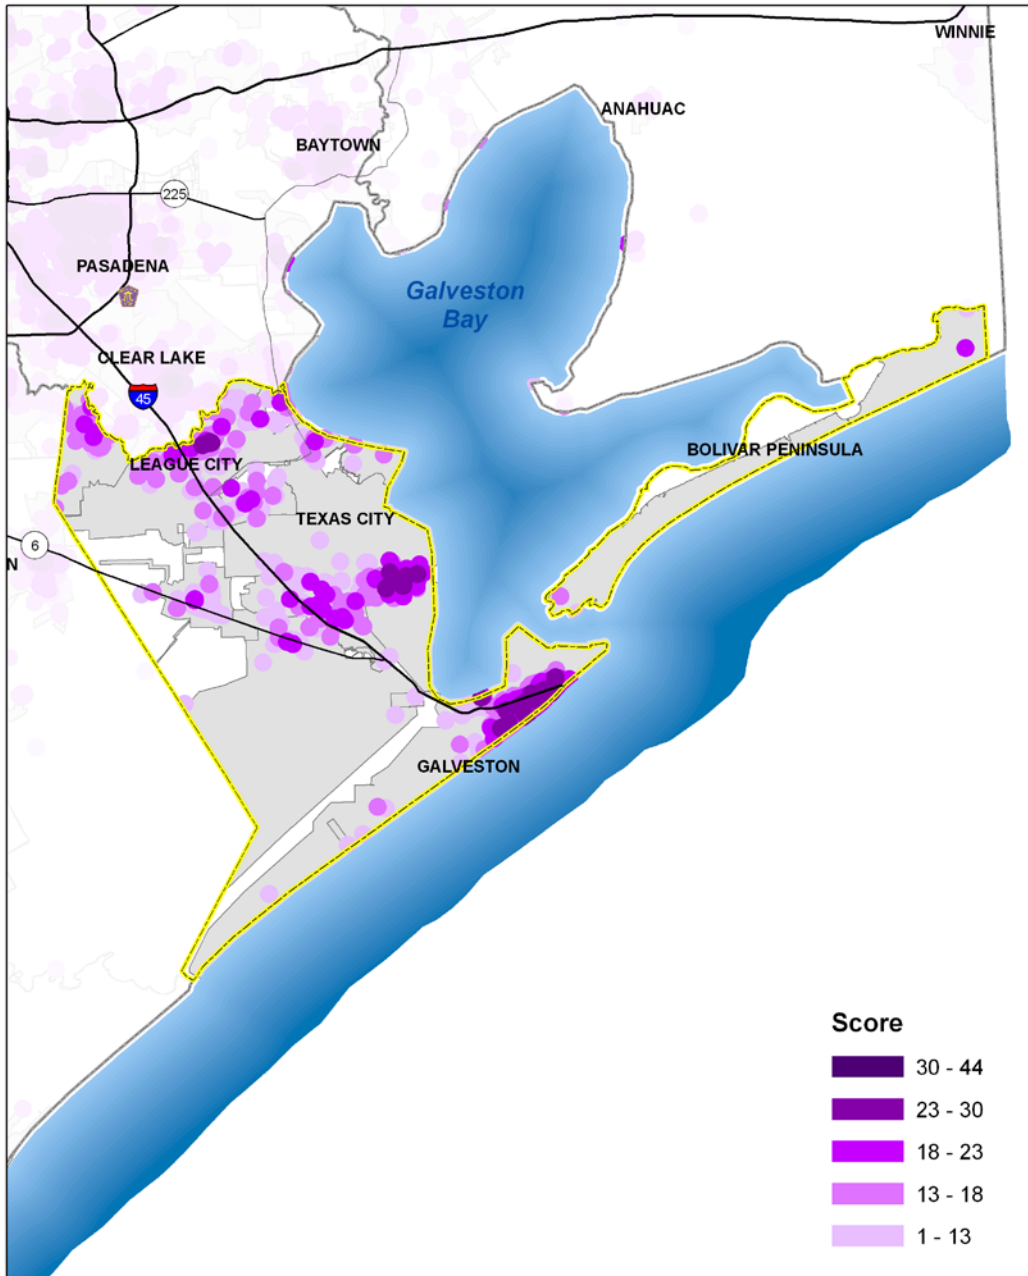 WINNIE
ANAHUAC
BAYTOWN
225
PASADENA
Galveston
Bay
CLEAR LAKE
45
BOLIVAR PENINSULA
LEAGUE CITY
TEXAS CITY
6
N
GALVESTON
Score
30 - 44
23 - 30
18 - 23
13 - 18
1 - 13